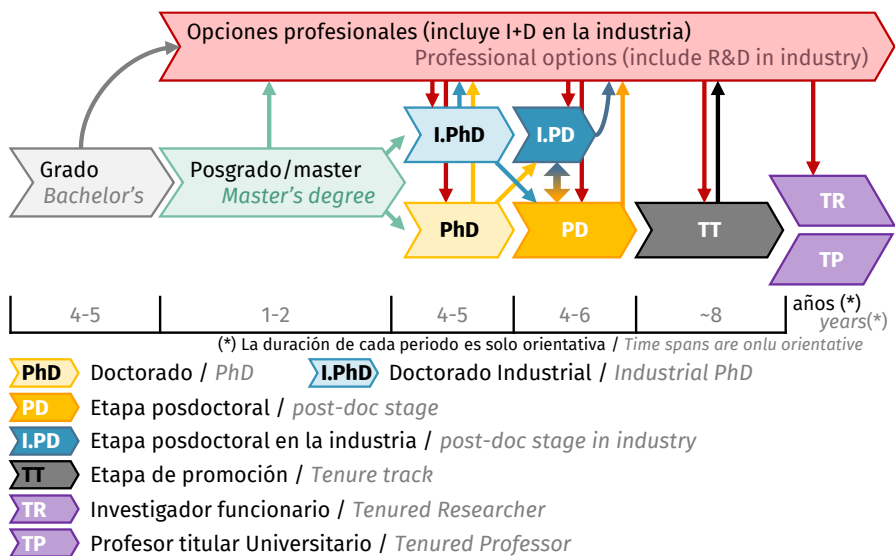 Opciones profesionales (incluye I+D en la industria)
Professional options (include R&D in industry)
I.PhD
I.PD
Grado
Bachelor's
Posgrado/master
Master's degree
PhD
PD
TT
TR
TP
4-5
1-2
4-5
4-6
~8
años (*)
years(*)
(*) La duración de cada periodo es solo orientativa / Time spans are onlu orientative
PhD Doctorado / PhD I.PhD Doctorado Industrial / Industrial PhD
PD Etapa posdoctoral / post-doc stage
I.PD Etapa posdoctoral en la industria / post-doc stage in industry
TT Etapa de promoción / Tenure track
TR Investigador funcionario / Tenured Researcher
TP Profesor titular Universitario / Tenured Professor